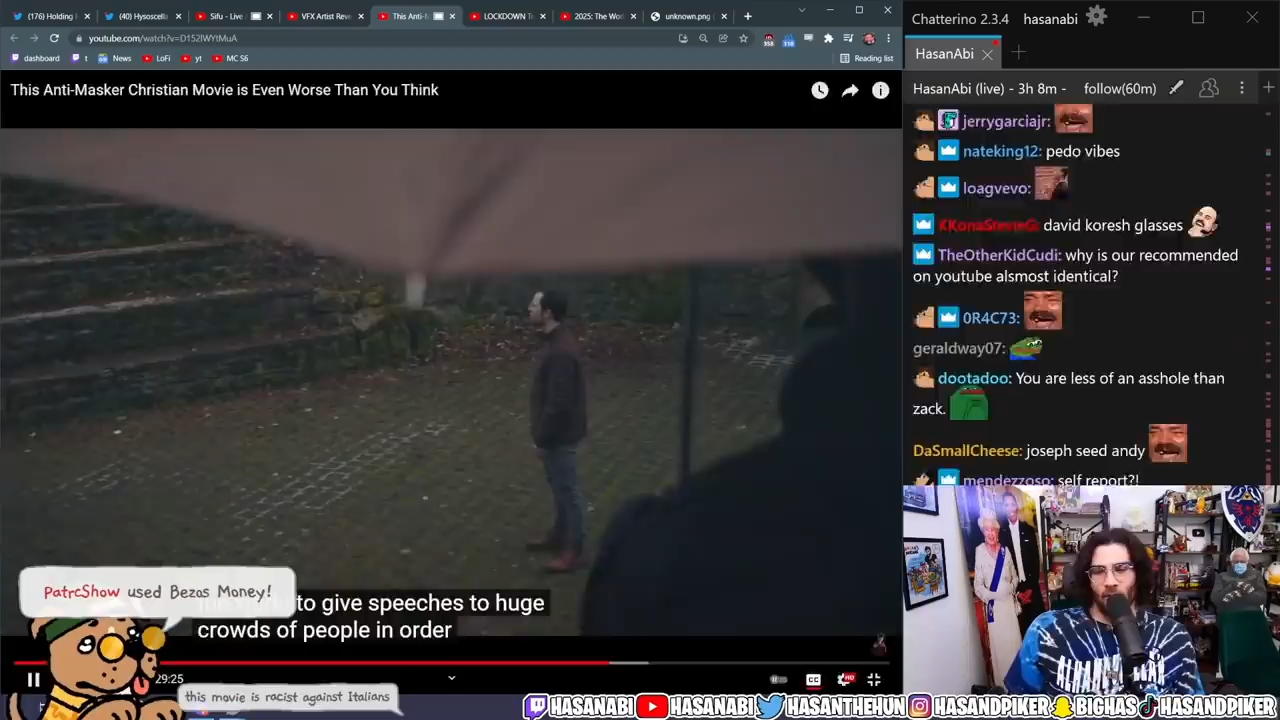 (176) Holding
(40) Hysoscella
Sifu - Live
VFX Artist Rev
This Anti-M
LOCKDOWN T
2025: The Wo
unknown.png
youtube.com/watch?v=D152lWYtMuA
dashboard
t
News
LoFi
yt
MC S6
Reading list
This Anti-Masker Christian Movie is Even Worse Than You Think
to give speeches to huge
crowds of people in order
PatrcShow used Bezos Money!
29:25
CC
HD
this movie is racist against Italians
Chatterino 2.3.4 hasanabi
HasanAbi
HasanAbi (live) - 3h 8m - follow(60m)
jerrygarciajr:
nateking12: pedo vibes
loagvevo:
KKonaStevieG: david koresh glasses
TheOtherKidCudi: why is our recommended
on youtube alsmost identical?
0R4C73:
geraldway07:
dootadoo: You are less of an asshole than
zack.
DaSmallCheese: joseph seed andy
mendezzoso: self report?!
HASANABI HASANABI HASANTHEHUN HASANDPIKER BIGHAS HASANDPIKER